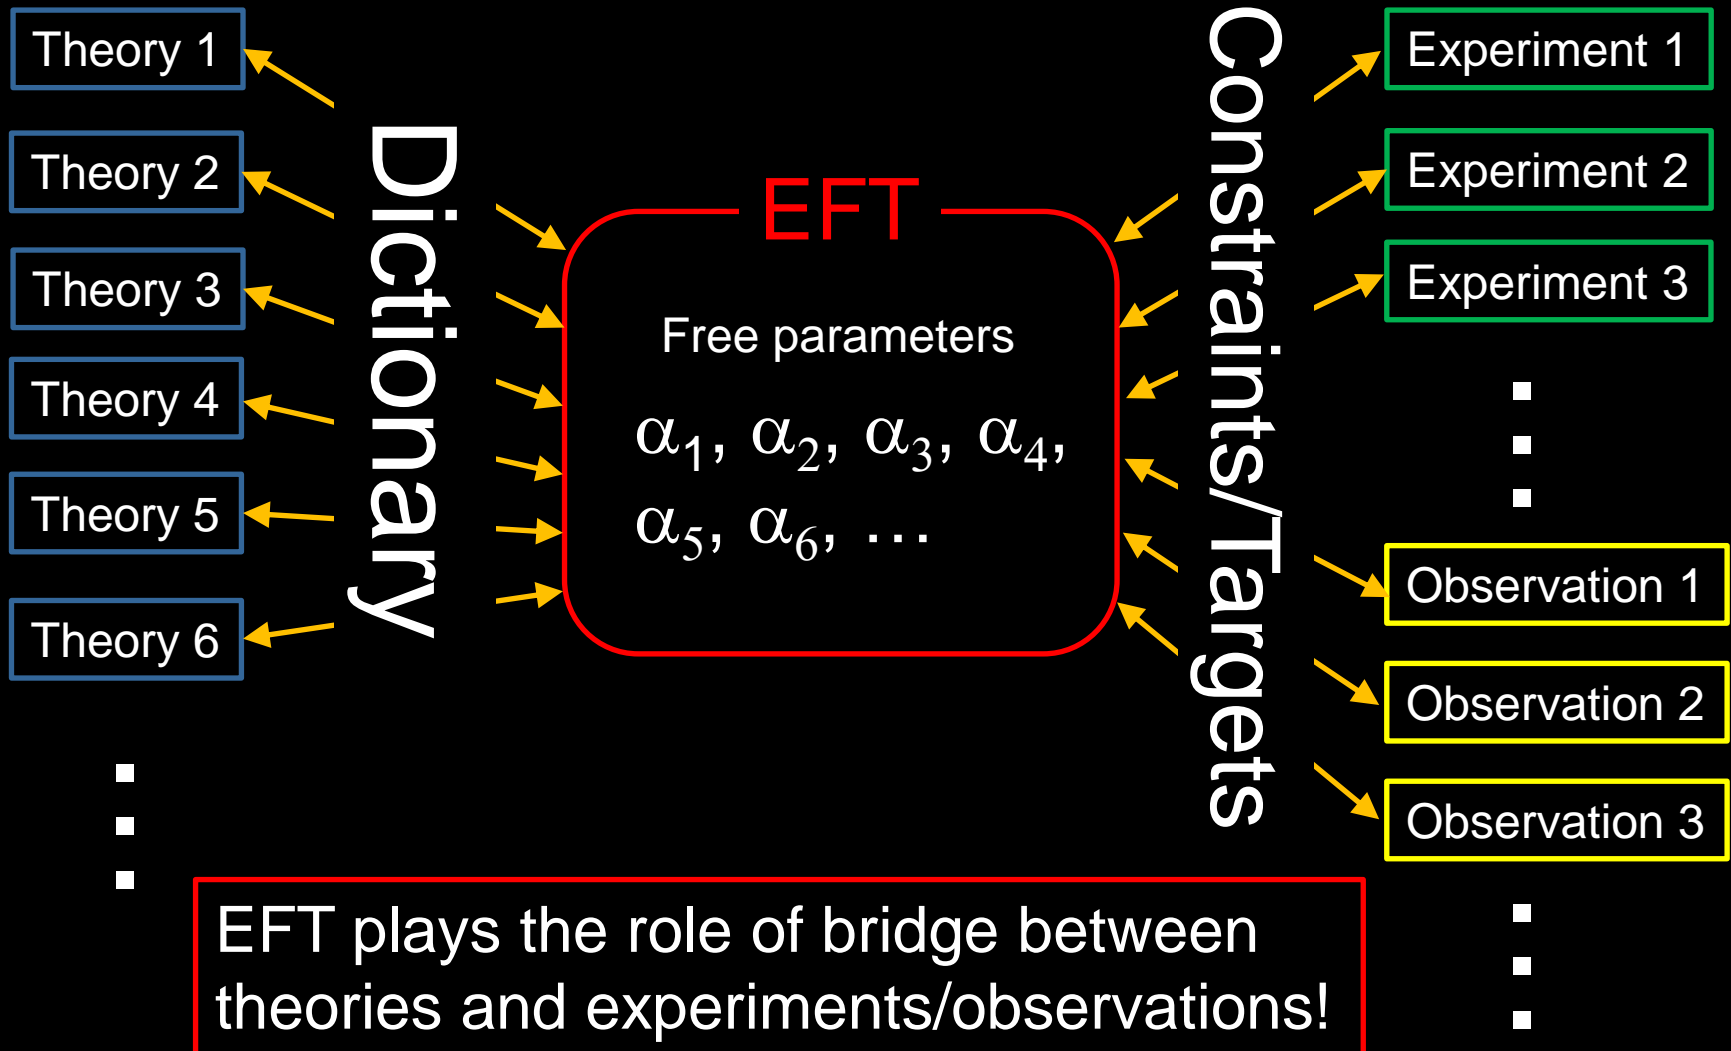 Theory 1
Theory 2
Theory 3
Theory 4
Theory 5
Theory 6
Dictionary
EFT
Free parameters
α₁, α₂, α₃, α₄,
α₅, α₆, …
Constraints/Targets
Experiment 1
Experiment 2
Experiment 3
Observation 1
Observation 2
Observation 3
EFT plays the role of bridge between
theories and experiments/observations!